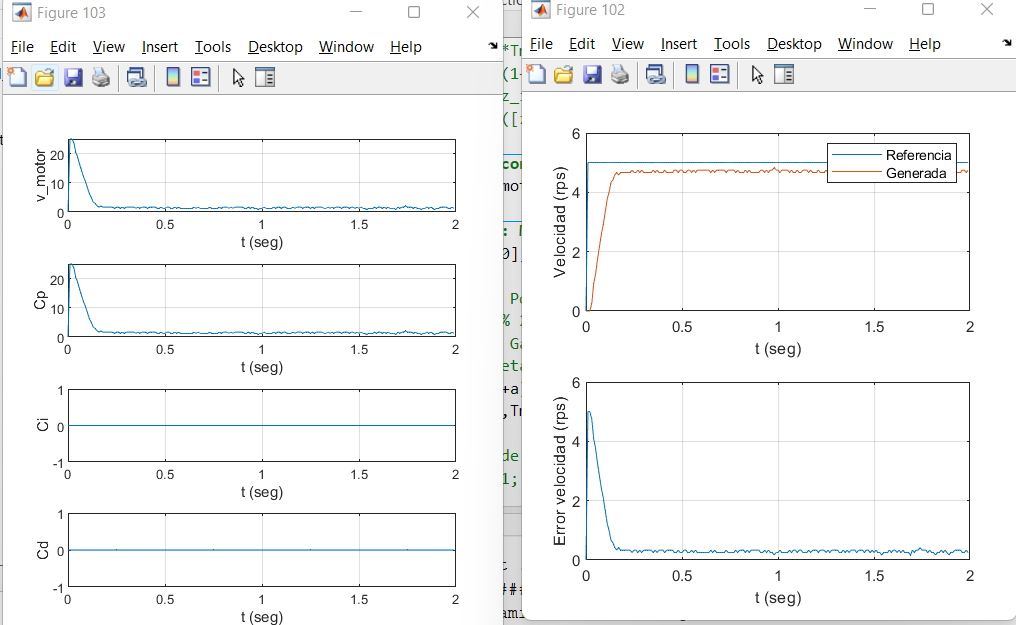 Figure 103
File Edit View Insert Tools Desktop Window Help
v_motor
20
10
0
0 0.5 1 1.5 2
t (seg)
Cp
20
10
0
0 0.5 1 1.5 2
t (seg)
Ci
1
0
-1
0 0.5 1 1.5 2
t (seg)
Cd
1
0
-1
0 0.5 1 1.5 2
t (seg)
Figure 102
File Edit View Insert Tools Desktop Window Help
Velocidad (rps)
6
4
2
0
Referencia
Generada
0 0.5 1 1.5 2
t (seg)
Error velocidad (rps)
6
4
2
0
0 0.5 1 1.5 2
t (seg)